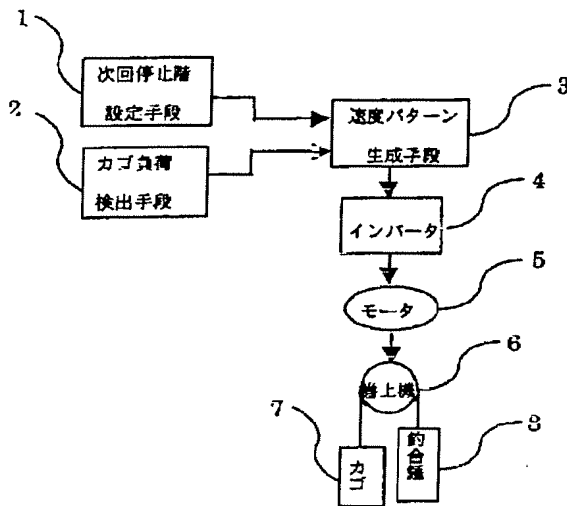 1
次回停止階
設定手段
2
カゴ負荷
検出手段
速度パターン
生成手段
3
インバータ
4
モータ
5
巻上機
6
7
カゴ
釣合錘
8